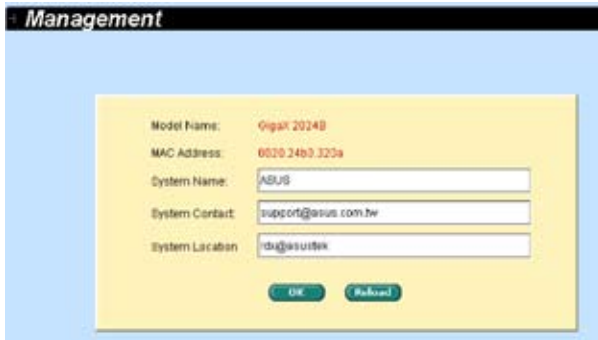 Management
Model Name: GigaX 2024B
MAC Address: 0020.24b0.320a
System Name: ASUS
System Contact: support@asus.com.tw
System Location rdx@asustek
OK Reload